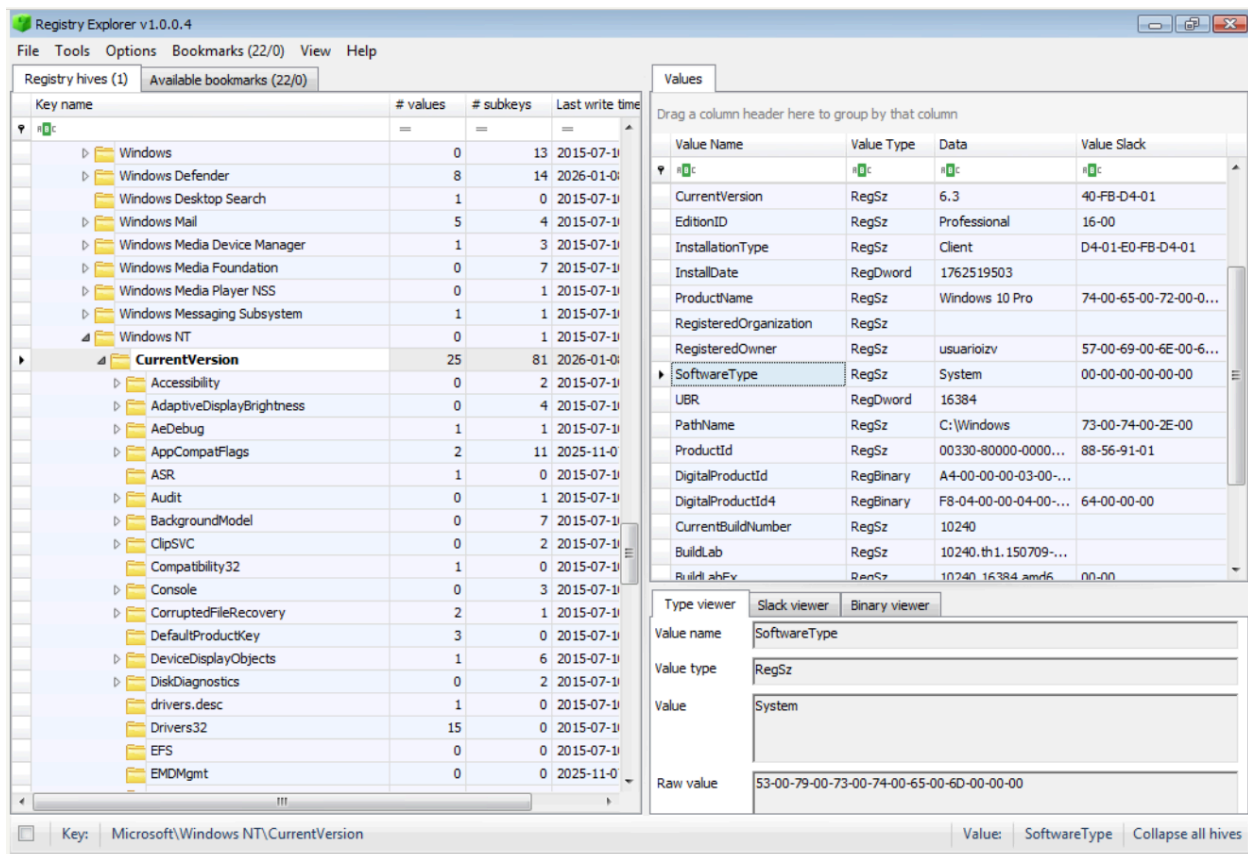 Registry Explorer v1.0.0.4
File Tools Options Bookmarks (22/0) View Help
Registry hives (1) Available bookmarks (22/0)
Key name # values # subkeys Last write time
= = =
Windows 0 13 2015-07-1
Windows Defender 8 14 2026-01-0
Windows Desktop Search 1 0 2015-07-1
Windows Mail 5 4 2015-07-1
Windows Media Device Manager 1 3 2015-07-1
Windows Media Foundation 0 7 2015-07-1
Windows Media Player NSS 0 1 2015-07-1
Windows Messaging Subsystem 1 1 2015-07-1
Windows NT 0 1 2015-07-1
CurrentVersion 25 81 2026-01-0
Accessibility 0 2 2015-07-1
AdaptiveDisplayBrightness 0 4 2015-07-1
AeDebug 1 1 2015-07-1
AppCompatFlags 2 11 2025-11-0
ASR 1 0 2015-07-1
Audit 0 1 2015-07-1
BackgroundModel 0 7 2015-07-1
ClipSVC 0 2 2015-07-1
Compatibility32 1 0 2015-07-1
Console 0 3 2015-07-1
CorruptedFileRecovery 2 1 2015-07-1
DefaultProductKey 3 0 2015-07-1
DeviceDisplayObjects 1 6 2015-07-1
DiskDiagnostics 0 2 2015-07-1
drivers.desc 1 0 2015-07-1
Drivers32 15 0 2015-07-1
EFS 0 0 2015-07-1
EMDMgmt 0 0 2025-11-0
Values
Drag a column header here to group by that column
Value Name Value Type Data Value Slack
CurrentVersion RegSz 6.3 40-FB-D4-01
EditionID RegSz Professional 16-00
InstallationType RegSz Client D4-01-E0-FB-D4-01
InstallDate RegDword 1762519503
ProductName RegSz Windows 10 Pro 74-00-65-00-72-00-0...
RegisteredOrganization RegSz
RegisteredOwner RegSz usuarioizv 57-00-69-00-6E-00-6...
SoftwareType RegSz System 00-00-00-00-00-00
UBR RegDword 16384
PathName RegSz C:\Windows 73-00-74-00-2E-00
ProductId RegSz 00330-80000-0000... 88-56-91-01
DigitalProductId RegBinary A4-00-00-00-03-00-...
DigitalProductId4 RegBinary F8-04-00-00-04-00-... 64-00-00-00
CurrentBuildNumber RegSz 10240
BuildLab RegSz 10240.th1.150709-...
BuildLabEx RegSz 10240.16384.amd6... 00-00
Type viewer Slack viewer Binary viewer
Value name SoftwareType
Value type RegSz
Value System
Raw value 53-00-79-00-73-00-74-00-65-00-6D-00-00-00
Key: Microsoft\Windows NT\CurrentVersion Value: SoftwareType Collapse all hives